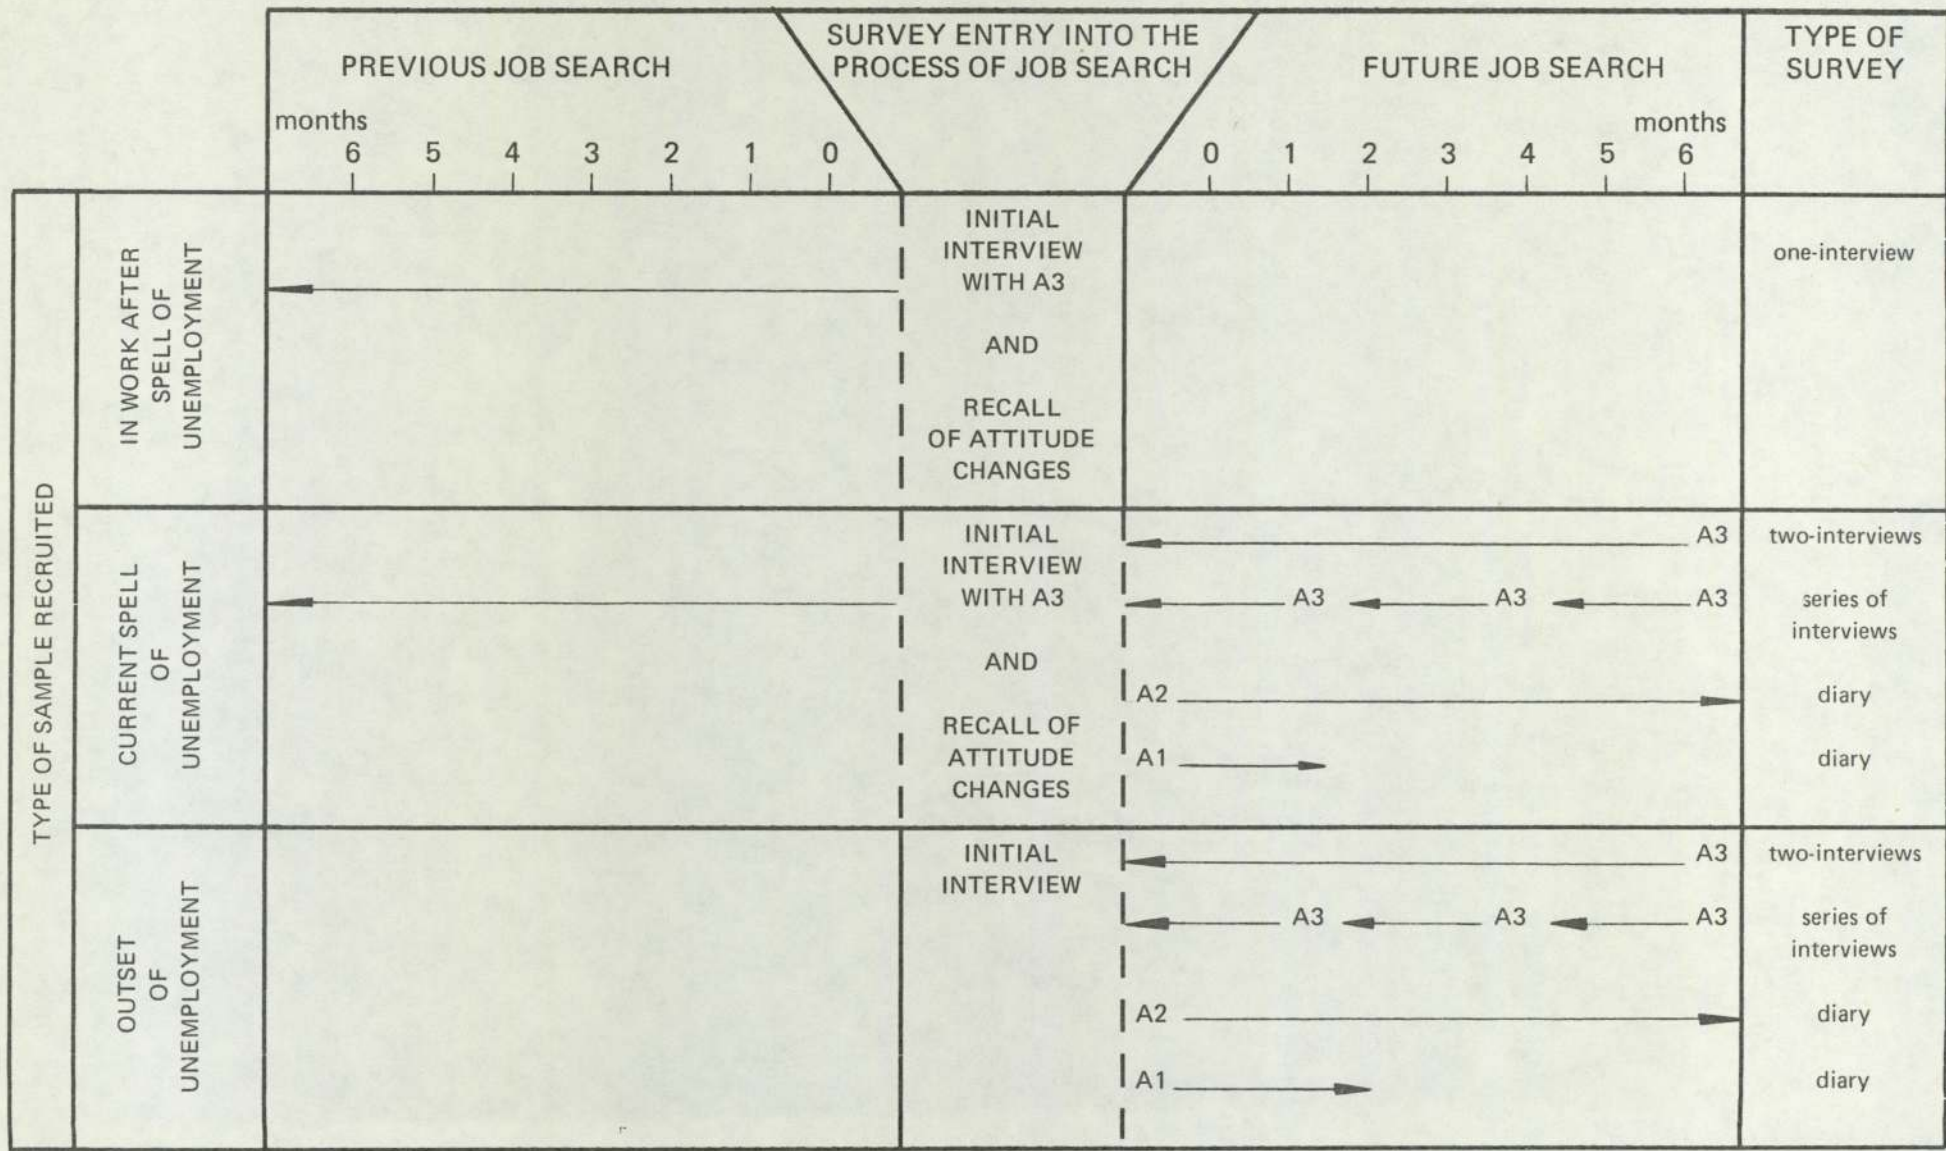 PREVIOUS JOB SEARCH
SURVEY ENTRY INTO THE
PROCESS OF JOB SEARCH
FUTURE JOB SEARCH
TYPE OF
SURVEY
months
6 5 4 3 2 1 0
months
0 1 2 3 4 5 6
TYPE OF SAMPLE RECRUITED
IN WORK AFTER
SPELL OF
UNEMPLOYMENT
INITIAL
INTERVIEW
WITH A3
AND
RECALL
OF ATTITUDE
CHANGES
one-interview
CURRENT SPELL
OF
UNEMPLOYMENT
INITIAL
INTERVIEW
WITH A3
AND
RECALL OF
ATTITUDE
CHANGES
A3
two-interviews
A3 A3 A3
series of
interviews
A2
diary
A1
diary
OUTSET
OF
UNEMPLOYMENT
INITIAL
INTERVIEW
A3
two-interviews
A3 A3 A3
series of
interviews
A2
diary
A1
diary